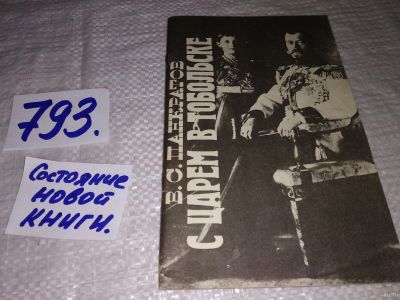 793.
Состояние
новой
книги.
В.С. ПАНКРАТОВ
С ЦАРЕМ В ТОБОЛЬСКЕ